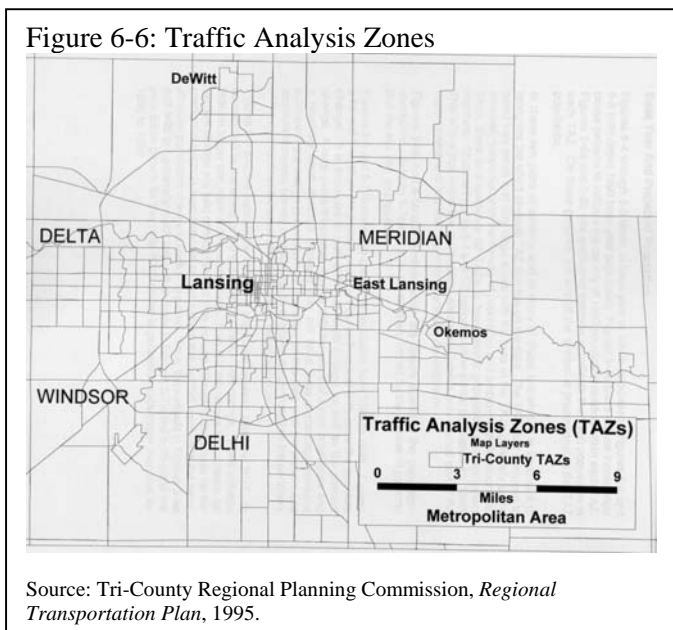 Figure 6-6: Traffic Analysis Zones
DeWitt
DELTA
MERIDIAN
Lansing
East Lansing
Okemos
WINDSOR
DELHI
Traffic Analysis Zones (TAZs)
Map Layers
Tri-County TAZs
0 3 6 9
Miles
Metropolitan Area
Source: Tri-County Regional Planning Commission, Regional
Transportation Plan, 1995.